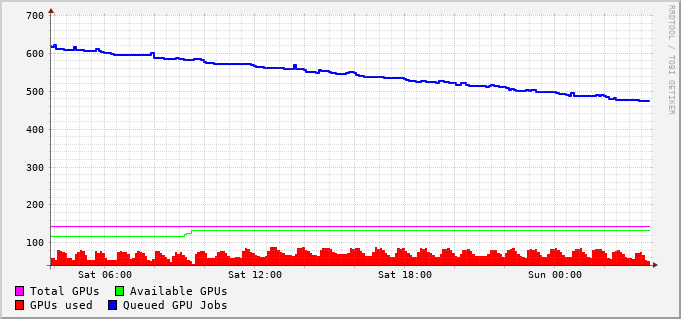 700
600
500
400
300
200
100
Sat 06:00 Sat 12:00 Sat 18:00 Sun 00:00
Total GPUs Available GPUs
GPUs used Queued GPU Jobs
RRDTOOL / TOBI OETIKER